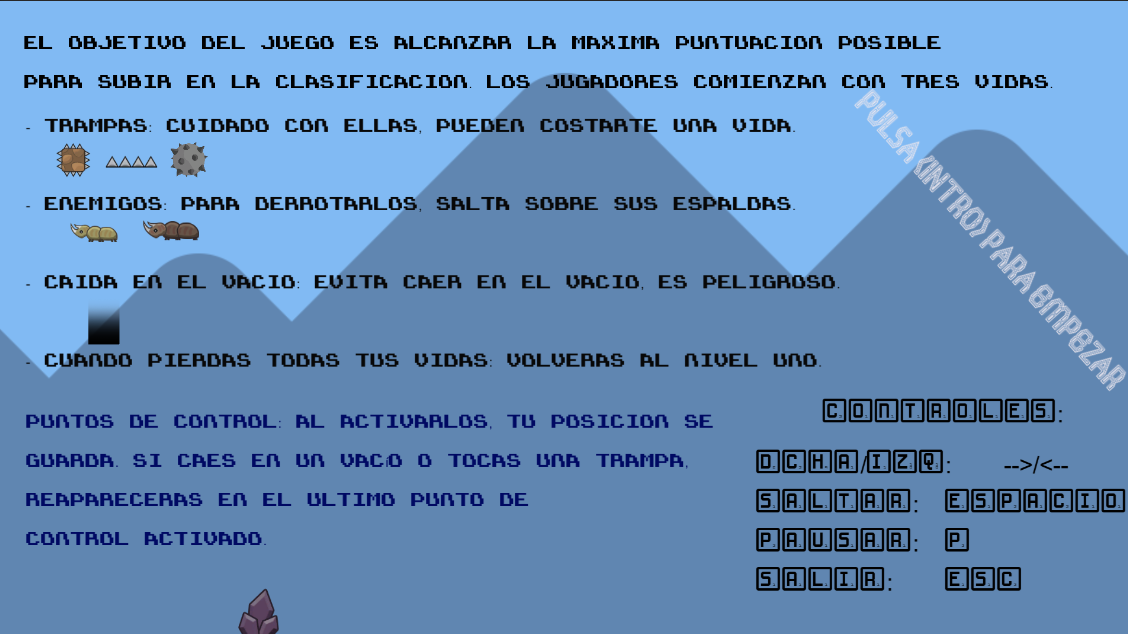 EL OBJETIVO DEL JUEGO ES ALCANZAR LA MAXIMA PUNTUACION POSIBLE
PARA SUBIR EN LA CLASIFICACION. LOS JUGADORES COMIENZAN CON TRES VIDAS.
- TRAMPAS: CUIDADO CON ELLAS, PUEDEN COSTARTE UNA VIDA.
- ENEMIGOS: PARA DERROTARLOS, SALTA SOBRE SUS ESPALDAS.
- CAIDA EN EL VACIO: EVITA CAER EN EL VACIO, ES PELIGROSO.
- CUANDO PIERDAS TODAS TUS VIDAS: VOLVERAS AL NIVEL UNO.
PULSA <INTRO> PARA EMPEZAR
PUNTOS DE CONTROL: AL ACTIVARLOS, TU POSICION SE
GUARDA. SI CAES EN UN VACíO O TOCAS UNA TRAMPA,
REAPARECERAS EN EL ULTIMO PUNTO DE
CONTROL ACTIVADO.
CONTROLES:
DCHA/IZQ: -->/<--
SALTAR: ESPACIO
PAUSAR: P
SALIR: ESC